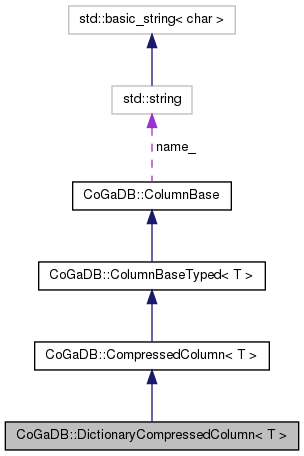 std::basic_string< char >
std::string
name_
CoGaDB::ColumnBase
CoGaDB::ColumnBaseTyped< T >
CoGaDB::CompressedColumn< T >
CoGaDB::DictionaryCompressedColumn< T >